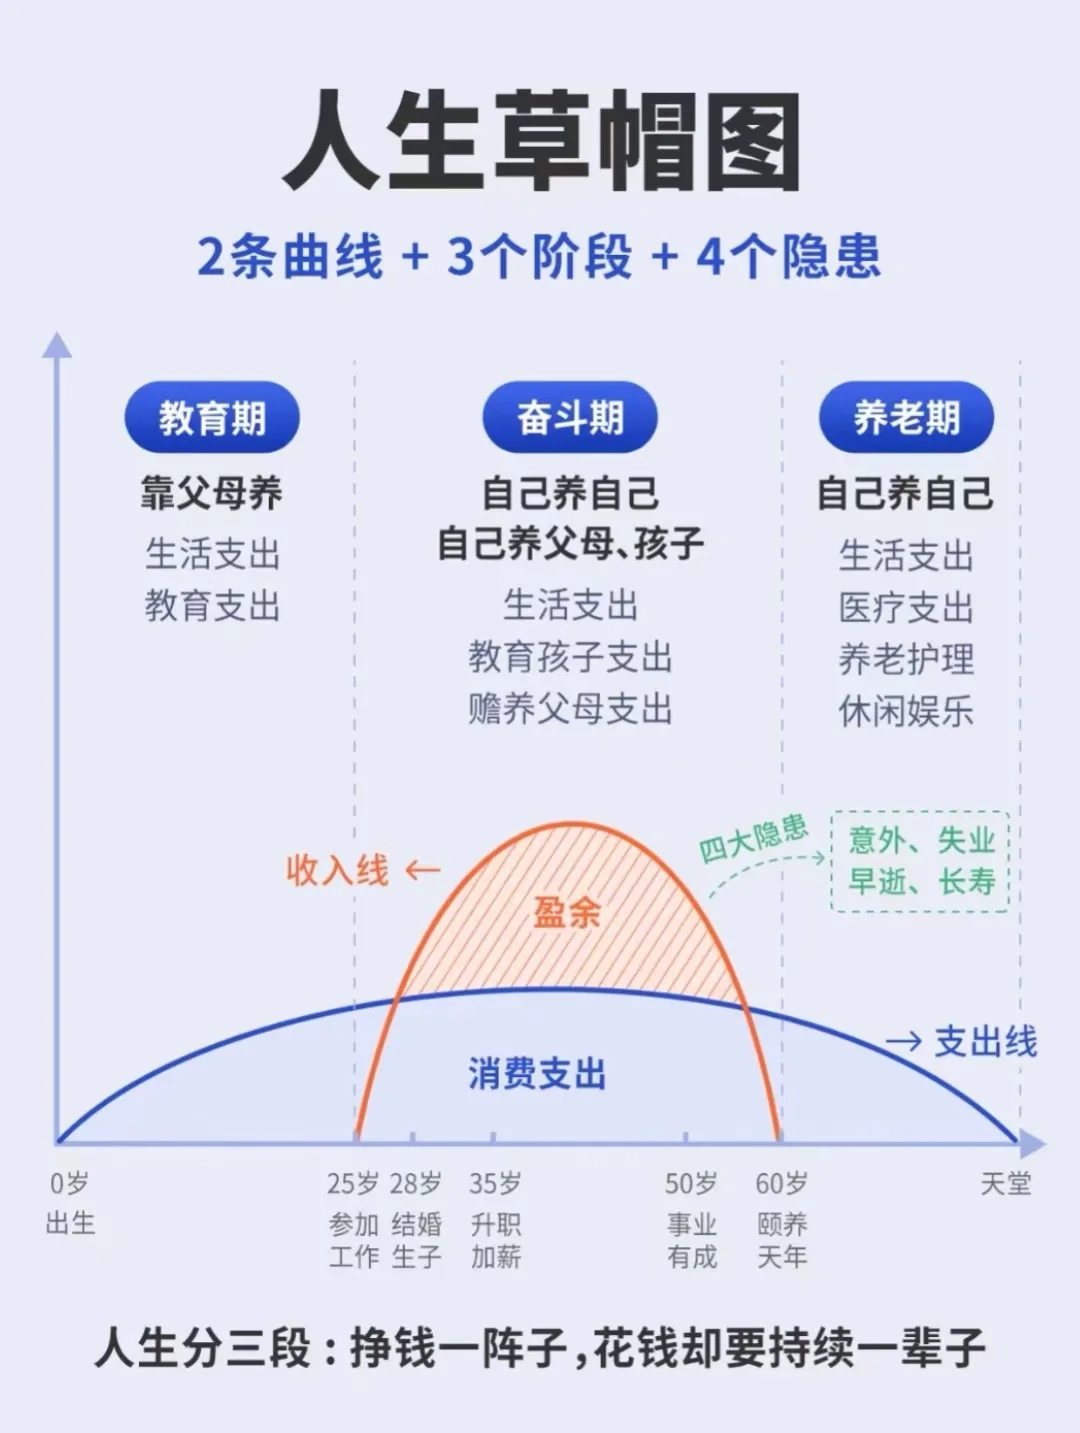 人生草帽图
2条曲线 + 3个阶段 + 4个隐患
教育期
靠父母养
生活支出
教育支出
奋斗期
自己养自己
自己养父母、孩子
生活支出
教育孩子支出
赡养父母支出
养老期
自己养自己
生活支出
医疗支出
养老护理
休闲娱乐
四大隐患
意外、失业
早逝、长寿
收入线
盈余
支出线
消费支出
0岁
出生
25岁
参加
工作
28岁
结婚
生子
35岁
升职
加薪
50岁
事业
有成
60岁
颐养
天年
天堂
人生分三段：挣钱一阵子，花钱却要持续一辈子